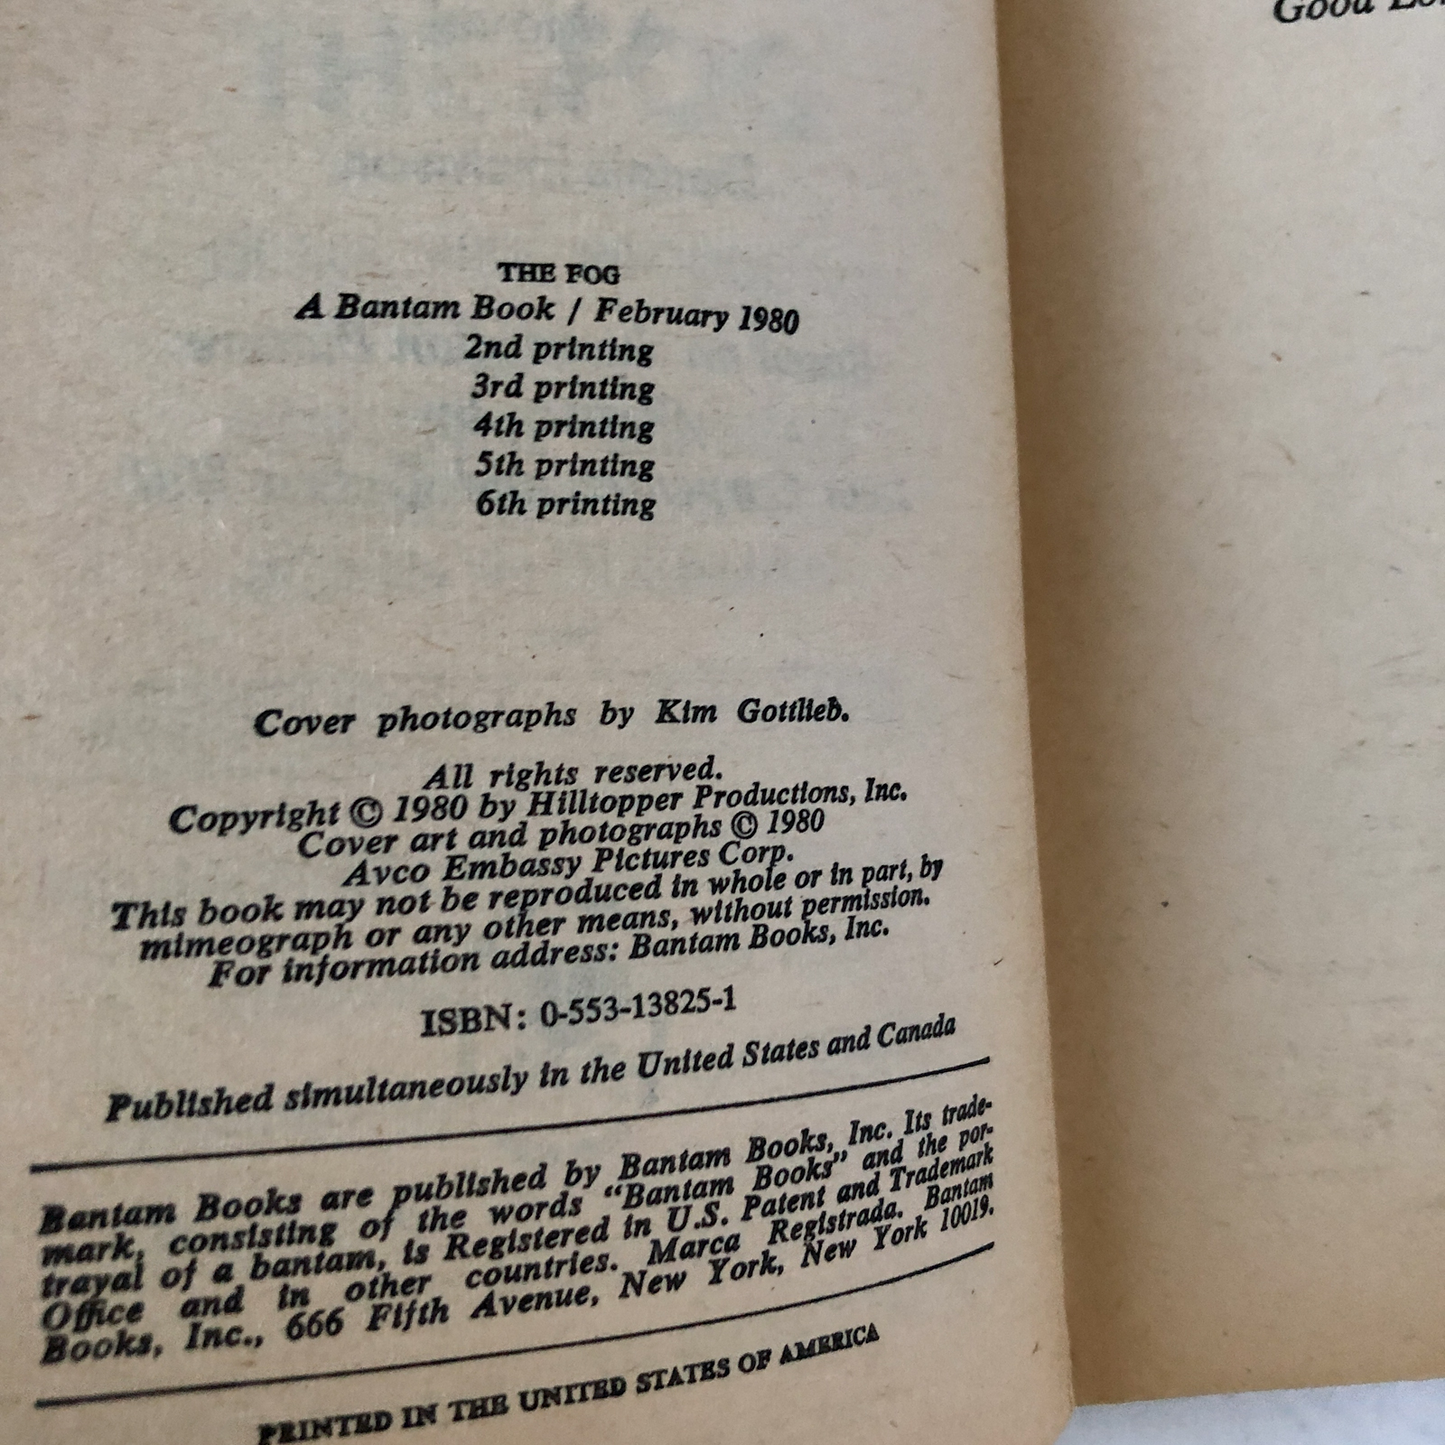 THE FOG
A Bantam Book / February 1980
2nd printing
3rd printing
4th printing
5th printing
6th printing
Cover photographs by Kim Gottlieb.
All rights reserved.
Copyright © 1980 by Hilltopper Productions, Inc.
Cover art and photographs © 1980
Avco Embassy Pictures Corp.
This book may not be reproduced in whole or in part, by
mimeograph or any other means, without permission.
For information address: Bantam Books, Inc.
ISBN: 0-553-13825-1
Published simultaneously in the United States and Canada
Bantam Books are published by Bantam Books, Inc. Its trade-
mark, consisting of the words “Bantam Books” and the por-
trayal of a bantam, is Registered in U.S. Patent and Trademark
Office and in other countries. Marca Registrada. Bantam
Books, Inc., 666 Fifth Avenue, New York, New York 10019.
PRINTED IN THE UNITED STATES OF AMERICA
Good